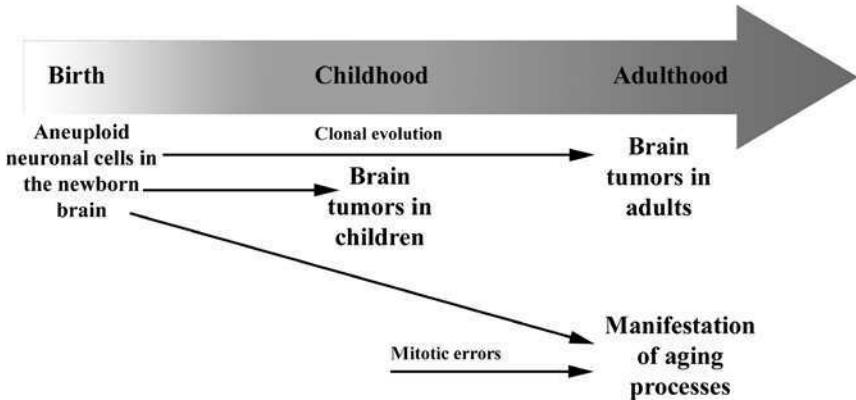 Birth
Childhood
Adulthood
Aneuploid
neuronal cells in
the newborn
brain
Clonal evolution
Brain
tumors in
children
Brain
tumors in
adults
Mitotic errors
Manifestation
of aging
processes